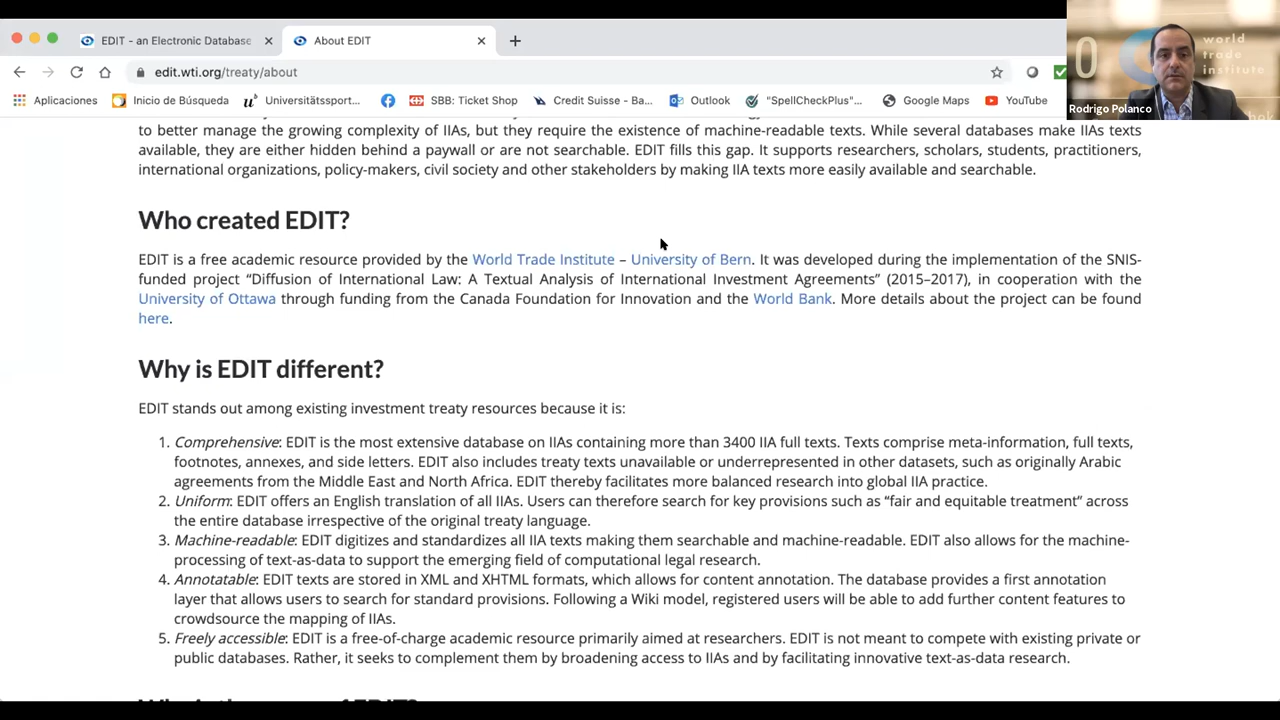 EDIT - an Electronic Database
About EDIT
edit.wti.org/treaty/about
Aplicaciones
Inicio de Búsqueda
Universitätssport...
SBB: Ticket Shop
Credit Suisse - Ba...
Outlook
"SpellCheckPlus"...
Google Maps
YouTube
world
trade
institute
Rodrigo Polanco
to better manage the growing complexity of IIAs, but they require the existence of machine-readable texts. While several databases make IIAs texts
available, they are either hidden behind a paywall or are not searchable. EDIT fills this gap. It supports researchers, scholars, students, practitioners,
international organizations, policy-makers, civil society and other stakeholders by making IIA texts more easily available and searchable.
Who created EDIT?
EDIT is a free academic resource provided by the World Trade Institute – University of Bern. It was developed during the implementation of the SNIS-
funded project “Diffusion of International Law: A Textual Analysis of International Investment Agreements” (2015–2017), in cooperation with the
University of Ottawa through funding from the Canada Foundation for Innovation and the World Bank. More details about the project can be found
here.
Why is EDIT different?
EDIT stands out among existing investment treaty resources because it is:
1. Comprehensive: EDIT is the most extensive database on IIAs containing more than 3400 IIA full texts. Texts comprise meta-information, full texts,
footnotes, annexes, and side letters. EDIT also includes treaty texts unavailable or underrepresented in other datasets, such as originally Arabic
agreements from the Middle East and North Africa. EDIT thereby facilitates more balanced research into global IIA practice.
2. Uniform: EDIT offers an English translation of all IIAs. Users can therefore search for key provisions such as “fair and equitable treatment” across
the entire database irrespective of the original treaty language.
3. Machine-readable: EDIT digitizes and standardizes all IIA texts making them searchable and machine-readable. EDIT also allows for the machine-
processing of text-as-data to support the emerging field of computational legal research.
4. Annotatable: EDIT texts are stored in XML and XHTML formats, which allows for content annotation. The database provides a first annotation
layer that allows users to search for standard provisions. Following a Wiki model, registered users will be able to add further content features to
crowdsource the mapping of IIAs.
5. Freely accessible: EDIT is a free-of-charge academic resource primarily aimed at researchers. EDIT is not meant to compete with existing private or
public databases. Rather, it seeks to complement them by broadening access to IIAs and by facilitating innovative text-as-data research.